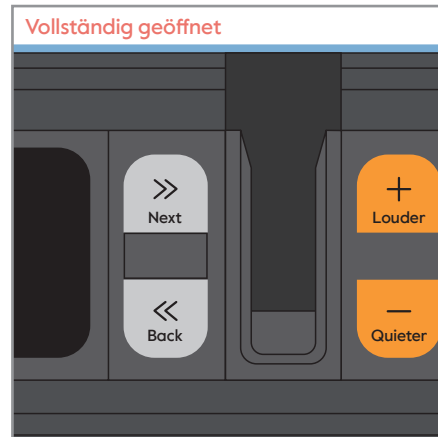 Vollständig geöffnet
>>
Next
+
Louder
<<
Back
−
Quieter